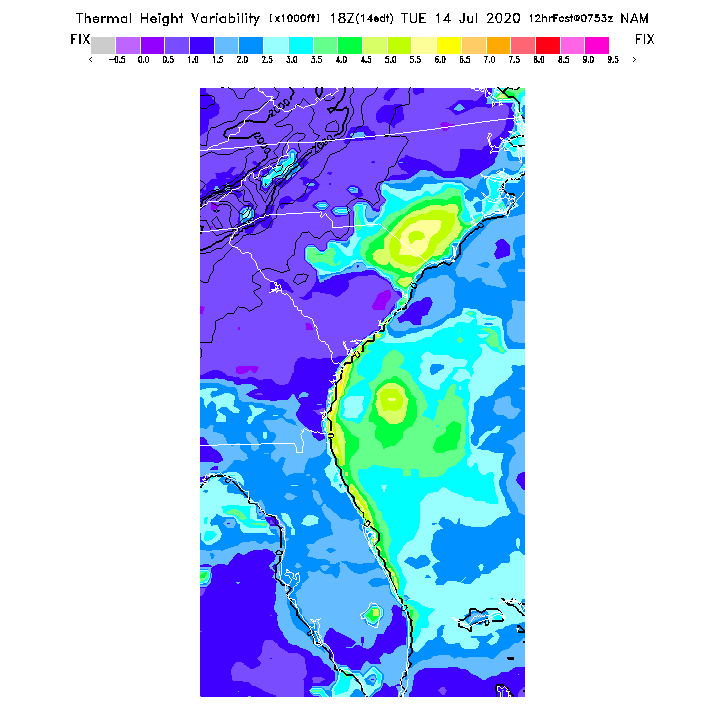 Thermal Height Variability [x1000ft] 18Z(14edt) TUE 14 Jul 2020 12hrFcst@0753z NAM
FIX FIX
< -0.5 0.0 0.5 1.0 1.5 2.0 2.5 3.0 3.5 4.0 4.5 5.0 5.5 6.0 6.5 7.0 7.5 8.0 8.5 9.0 9.5 >
2000
2000
2000